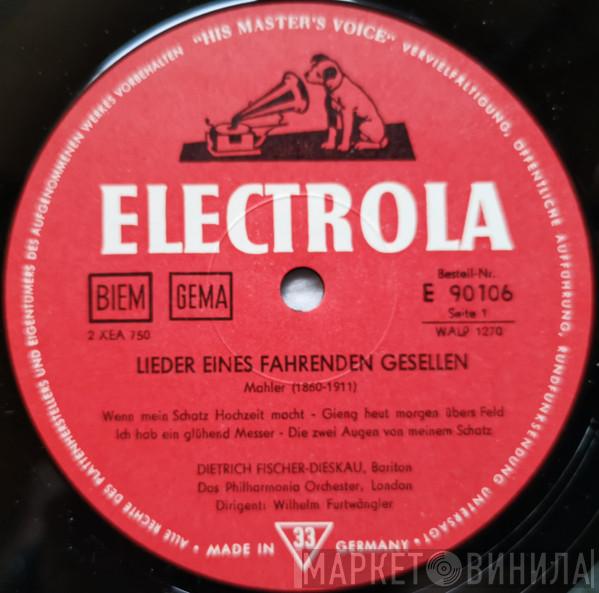 ALLE RECHTE DES PLATTENHERSTELLERS UND EIGENTÜMERS DES AUFGENOMMENEN WERKES VORBEHALTEN
"HIS MASTER'S VOICE"
VERVIELFÄLTIGUNG, ÖFFENTLICHE AUFFÜHRUNG, RUNDFUNKSENDUNG UNTERSAGT
ELECTROLA
BIEM
GEMA
2 XEA 750
Bestell-Nr.
E 90106
Seite 1
WALP 1270
LIEDER EINES FAHRENDEN GESELLEN
Mahler (1860-1911)
Wenn mein Schatz Hochzeit macht - Gieng heut morgen übers Feld
Ich hab ein glühend Messer - Die zwei Augen von meinem Schatz
DIETRICH FISCHER-DIESKAU, Bariton
Das Philharmonia Orchester, London
Dirigent: Wilhelm Furtwängler
MADE IN 33 GERMANY
МАРКЕТ ВИНИЛА